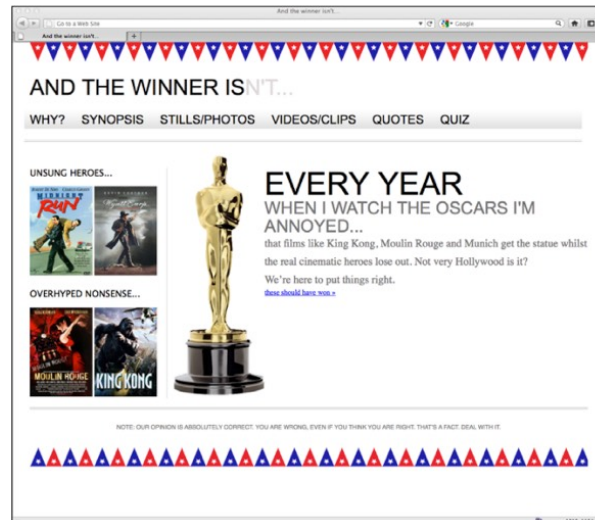 And the winner isn't...
Go to a Web Site
Google
And the winner isn't...
AND THE WINNER ISN'T...
WHY? SYNOPSIS STILLS/PHOTOS VIDEOS/CLIPS QUOTES QUIZ
UNSUNG HEROES...
MIDNIGHT
RUN
KEVIN COSTNER
Wyatt Earp
OVERHYPED NONSENSE...
MOULIN ROUGE
KING KONG
EVERY YEAR
WHEN I WATCH THE OSCARS I'M
ANNOYED...
that films like King Kong, Moulin Rouge and Munich get the statue whilst
the real cinematic heroes lose out. Not very Hollywood is it?
We're here to put things right.
these should have won »
NOTE: OUR OPINION IS ABSOLUTELY CORRECT. YOU ARE WRONG, EVEN IF YOU THINK YOU ARE RIGHT. THAT'S A FACT. DEAL WITH IT.